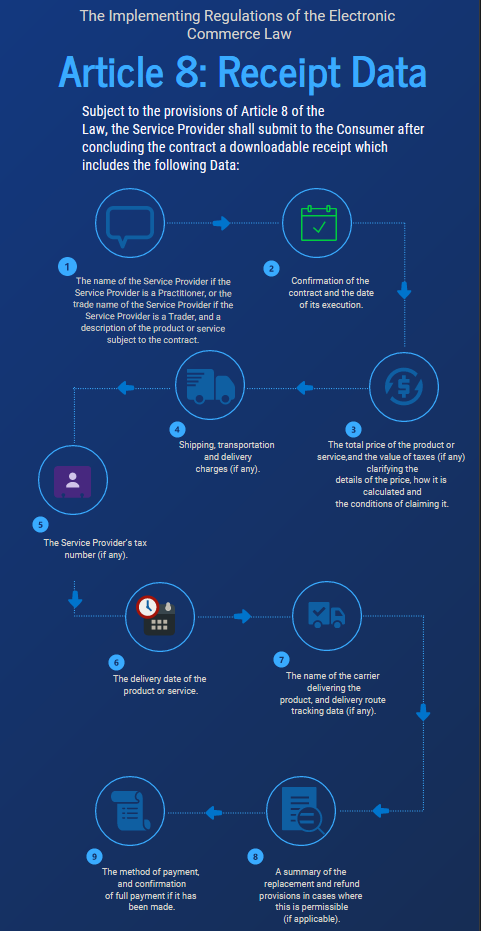 The Implementing Regulations of the Electronic
Commerce Law
Article 8: Receipt Data
Subject to the provisions of Article 8 of the
Law, the Service Provider shall submit to the Consumer after
concluding the contract a downloadable receipt which
includes the following Data:
1
The name of the Service Provider if the
Service Provider is a Practitioner, or the
trade name of the Service Provider if the
Service Provider is a Trader, and a
description of the product or service
subject to the contract.
2
Confirmation of the
contract and the date
of its execution.
3
The total price of the product or
service,and the value of taxes (if any)
clarifying the
details of the price, how it is
calculated and
the conditions of claiming it.
4
Shipping, transportation
and delivery
charges (if any).
5
The Service Provider's tax
number (if any).
6
The delivery date of the
product or service.
7
The name of the carrier
delivering the
product, and delivery route
tracking data (if any).
8
A summary of the
replacement and refund
provisions in cases where
this is permissible
(if applicable).
9
The method of payment,
and confirmation
of full payment if it has
been made.